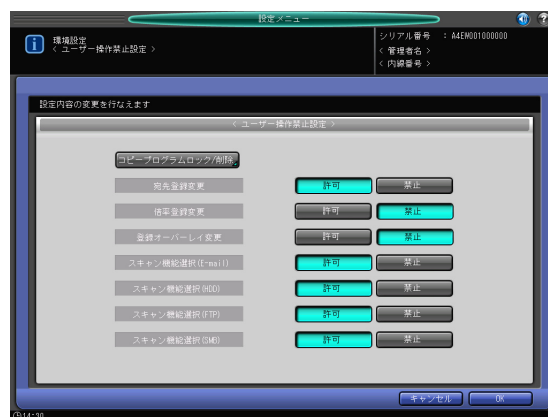 設定メニュー
環境設定
< ユーザー操作禁止設定 >
シリアル番号 : A4EW001000000
< 管理者名 >
< 内線番号 >
設定内容の変更を行なえます
< ユーザー操作禁止設定 >
コピープログラムロック/削除
宛先登録変更 許可 禁止
倍率登録変更 許可 禁止
登録オーバーレイ変更 許可 禁止
スキャン機能選択(E-mail) 許可 禁止
スキャン機能選択(HDD) 許可 禁止
スキャン機能選択(FTP) 許可 禁止
スキャン機能選択(SMB) 許可 禁止
キャンセル OK
14:30